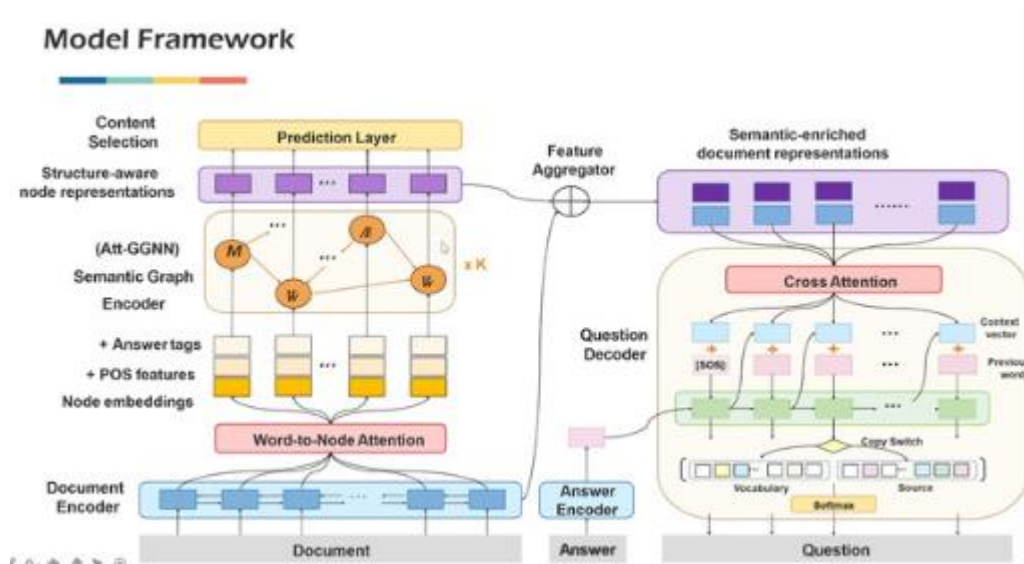 Model Framework
Content
Selection
Prediction Layer
Structure-aware
node representations
...
(Att-GGNN)
Semantic Graph
Encoder
...
...
M
A
W
W
x K
+ Answer tags
+ POS features
Node embeddings
...
Word-to-Node Attention
Document
Encoder
...
Document
Feature
Aggregator
Answer
Encoder
Answer
Semantic-enriched
document representations
......
Cross Attention
Question
Decoder
Context
vector
...
+ + + +
[SOS]
...
Previou
word
...
Copy Switch
Vocabulary
Source
Softmax
Question